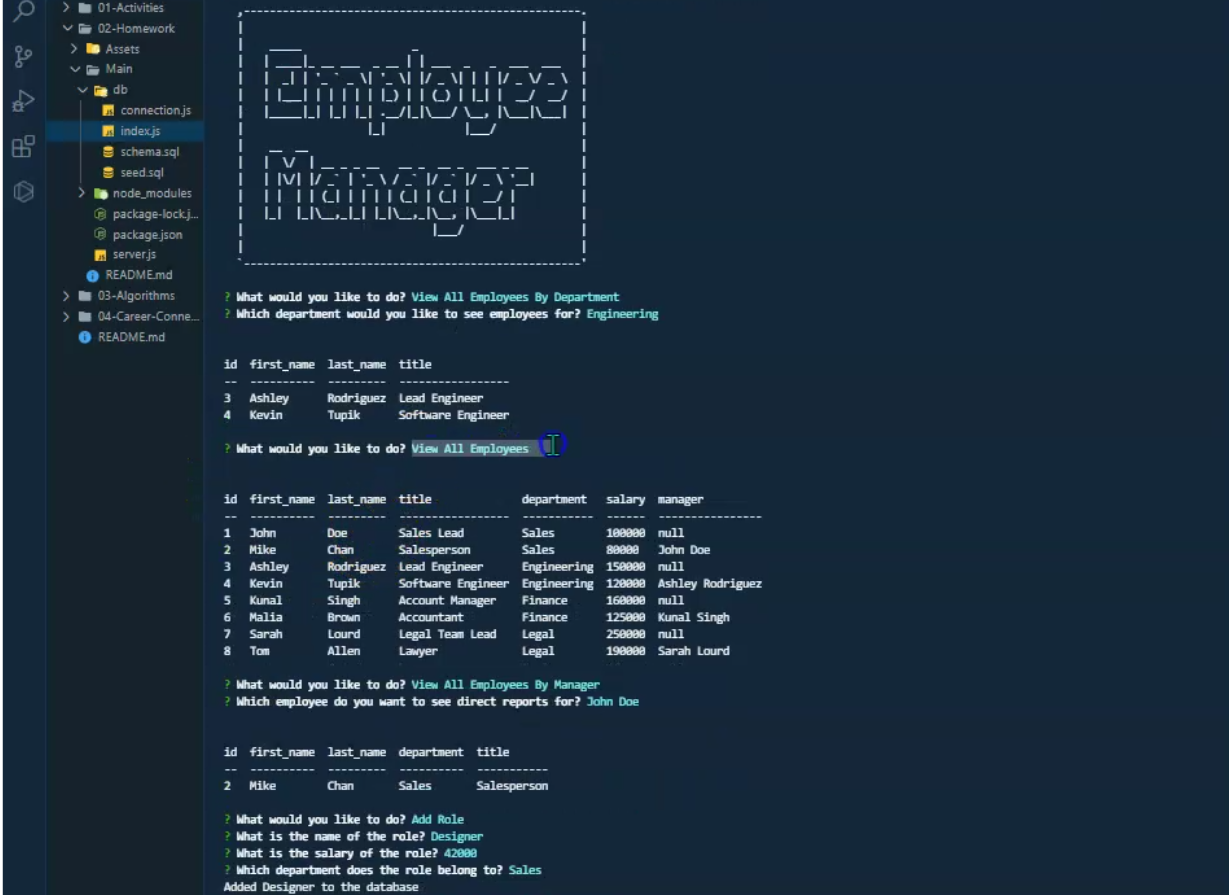 01-Activities
02-Homework
Assets
Main
db
connection.js
index.js
schema.sql
seed.sql
node_modules
package-lock.j...
package.json
server.js
README.md
03-Algorithms
04-Career-Conne...
README.md
Employee
Manager
? What would you like to do? View All Employees By Department
? Which department would you like to see employees for? Engineering
id first_name last_name title
-- ---------- --------- -----------------
3 Ashley Rodriguez Lead Engineer
4 Kevin Tupik Software Engineer
? What would you like to do? View All Employees
id first_name last_name title department salary manager
-- ---------- --------- ----------------- ----------- ------ ----------------
1 John Doe Sales Lead Sales 100000 null
2 Mike Chan Salesperson Sales 80000 John Doe
3 Ashley Rodriguez Lead Engineer Engineering 150000 null
4 Kevin Tupik Software Engineer Engineering 120000 Ashley Rodriguez
5 Kunal Singh Account Manager Finance 160000 null
6 Malia Brown Accountant Finance 125000 Kunal Singh
7 Sarah Lourd Legal Team Lead Legal 250000 null
8 Tom Allen Lawyer Legal 190000 Sarah Lourd
? What would you like to do? View All Employees By Manager
? Which employee do you want to see direct reports for? John Doe
id first_name last_name department title
-- ---------- --------- ---------- -----------
2 Mike Chan Sales Salesperson
? What would you like to do? Add Role
? What is the name of the role? Designer
? What is the salary of the role? 42000
? Which department does the role belong to? Sales
Added Designer to the database